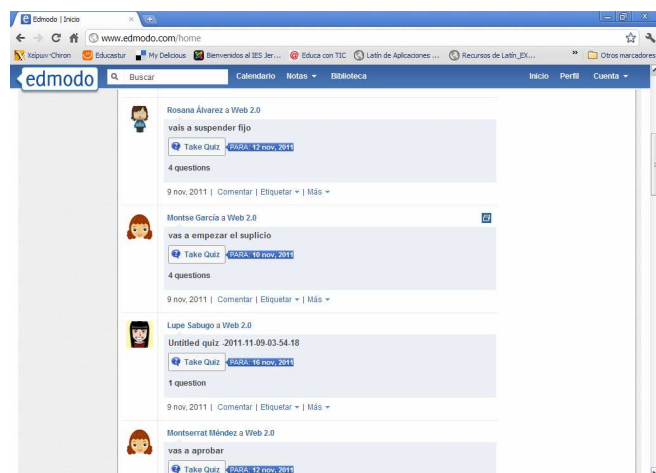 Edmodo | Inicio
www.edmodo.com/home
Χείρων-Chiron Educastur My Delicious Bienvenidos al IES Jer... Educa con TIC Latín de Aplicaciones ... Recursos de Latín_EX... » Otros marcadores
edmodo Buscar Calendario Notas Biblioteca Inicio Perfil Cuenta
Rosana Álvarez a Web 2.0
vais a suspender fijo
Take Quiz PARA: 12 nov, 2011
4 questions
9 nov, 2011 | Comentar | Etiquetar | Más
Montse García a Web 2.0
vas a empezar el suplicio
Take Quiz PARA: 10 nov, 2011
4 questions
9 nov, 2011 | Comentar | Etiquetar | Más
Lupe Sabugo a Web 2.0
Untitled quiz -2011-11-09-03-54-18
Take Quiz PARA: 16 nov, 2011
1 question
9 nov, 2011 | Comentar | Etiquetar | Más
Montserrat Méndez a Web 2.0
vas a aprobar
Take Quiz PARA: 12 nov, 2011